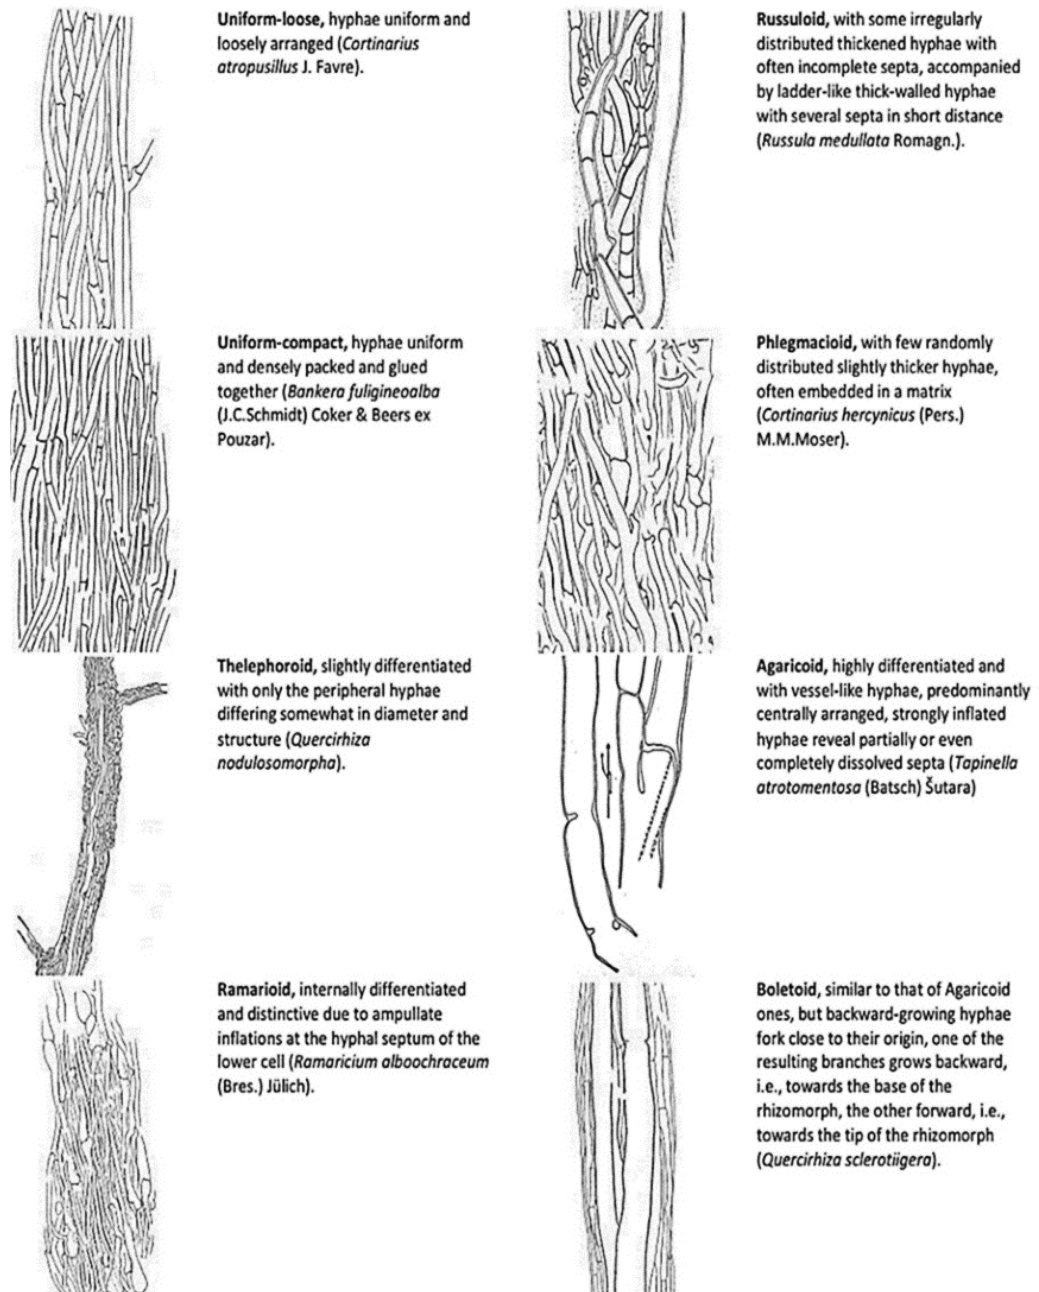 Uniform-loose, hyphae uniform and
loosely arranged (Cortinarius
atropusillus J. Favre).
Uniform-compact, hyphae uniform
and densely packed and glued
together (Bankera fuligineoalba
(J.C.Schmidt) Coker & Beers ex
Pouzar).
Thelephoroid, slightly differentiated
with only the peripheral hyphae
differing somewhat in diameter and
structure (Quercirhiza
nodulosomorpha).
Ramarioid, internally differentiated
and distinctive due to ampullate
inflations at the hyphal septum of the
lower cell (Ramaricium alboochraceum
(Bres.) Jülich).
Russuloid, with some irregularly
distributed thickened hyphae with
often incomplete septa, accompanied
by ladder-like thick-walled hyphae
with several septa in short distance
(Russula medullata Romagn.).
Phlegmacioid, with few randomly
distributed slightly thicker hyphae,
often embedded in a matrix
(Cortinarius hercynicus (Pers.)
M.M.Moser).
Agaricoid, highly differentiated and
with vessel-like hyphae, predominantly
centrally arranged, strongly inflated
hyphae reveal partially or even
completely dissolved septa (Tapinella
atrotomentosa (Batsch) Šutara)
Boletoid, similar to that of Agaricoid
ones, but backward-growing hyphae
fork close to their origin, one of the
resulting branches grows backward,
i.e., towards the base of the
rhizomorph, the other forward, i.e.,
towards the tip of the rhizomorph
(Quercirhiza sclerotiigera).